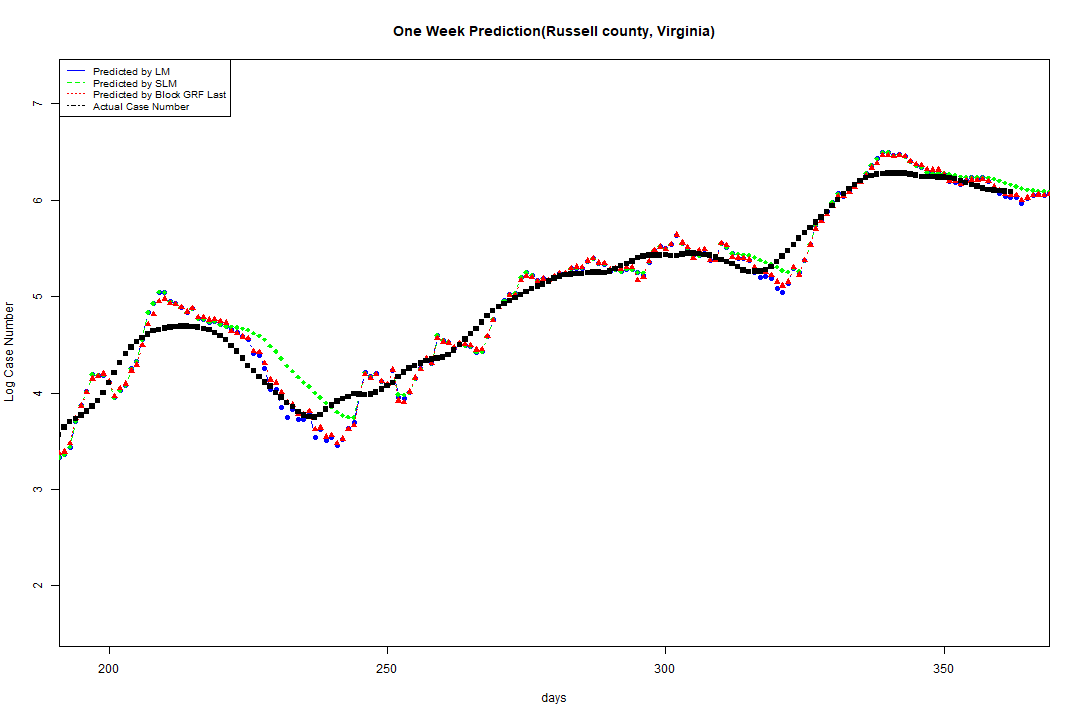 One Week Prediction(Russell county, Virginia)
Predicted by LM
Predicted by SLM
Predicted by Block GRF Last
Actual Case Number
7
6
5
4
3
2
Log Case Number
200
250
300
350
days